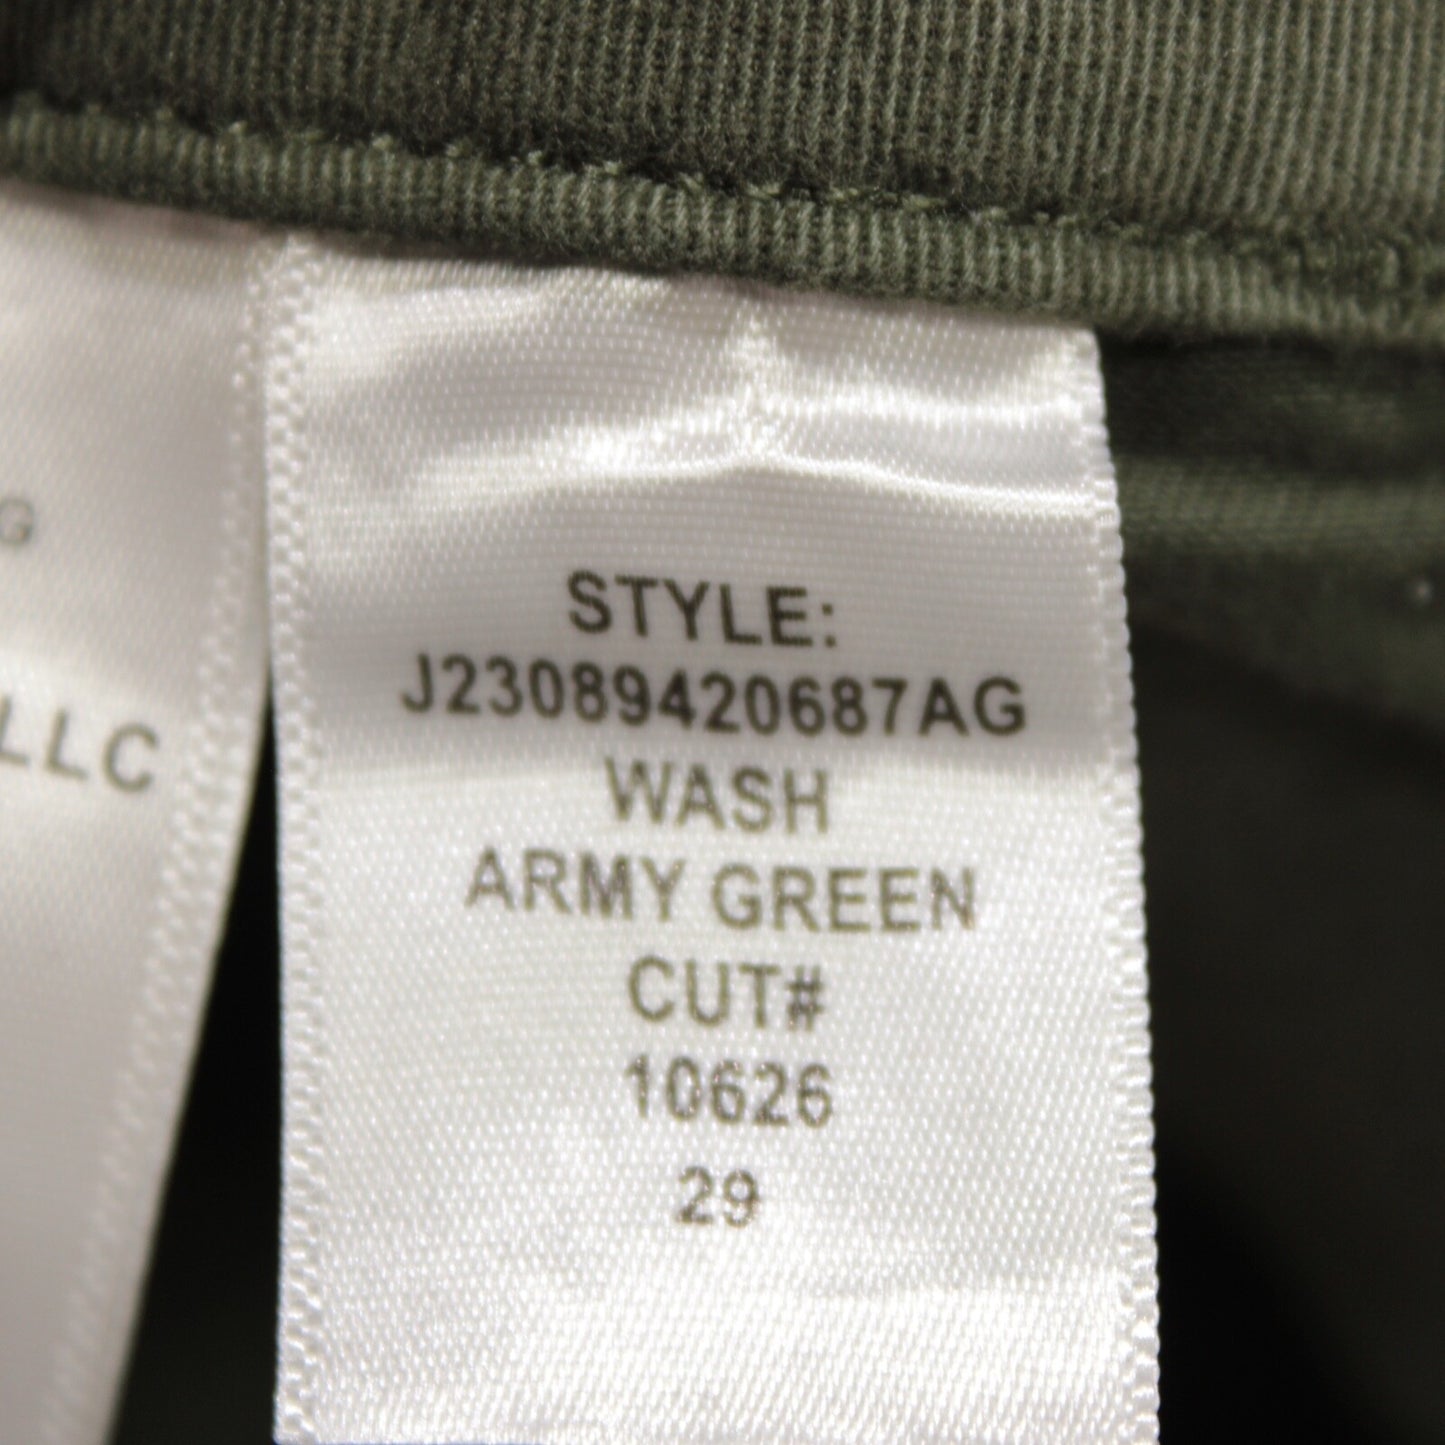 G
LLC
STYLE:
J23089420687AG
WASH
ARMY GREEN
CUT#
10626
29